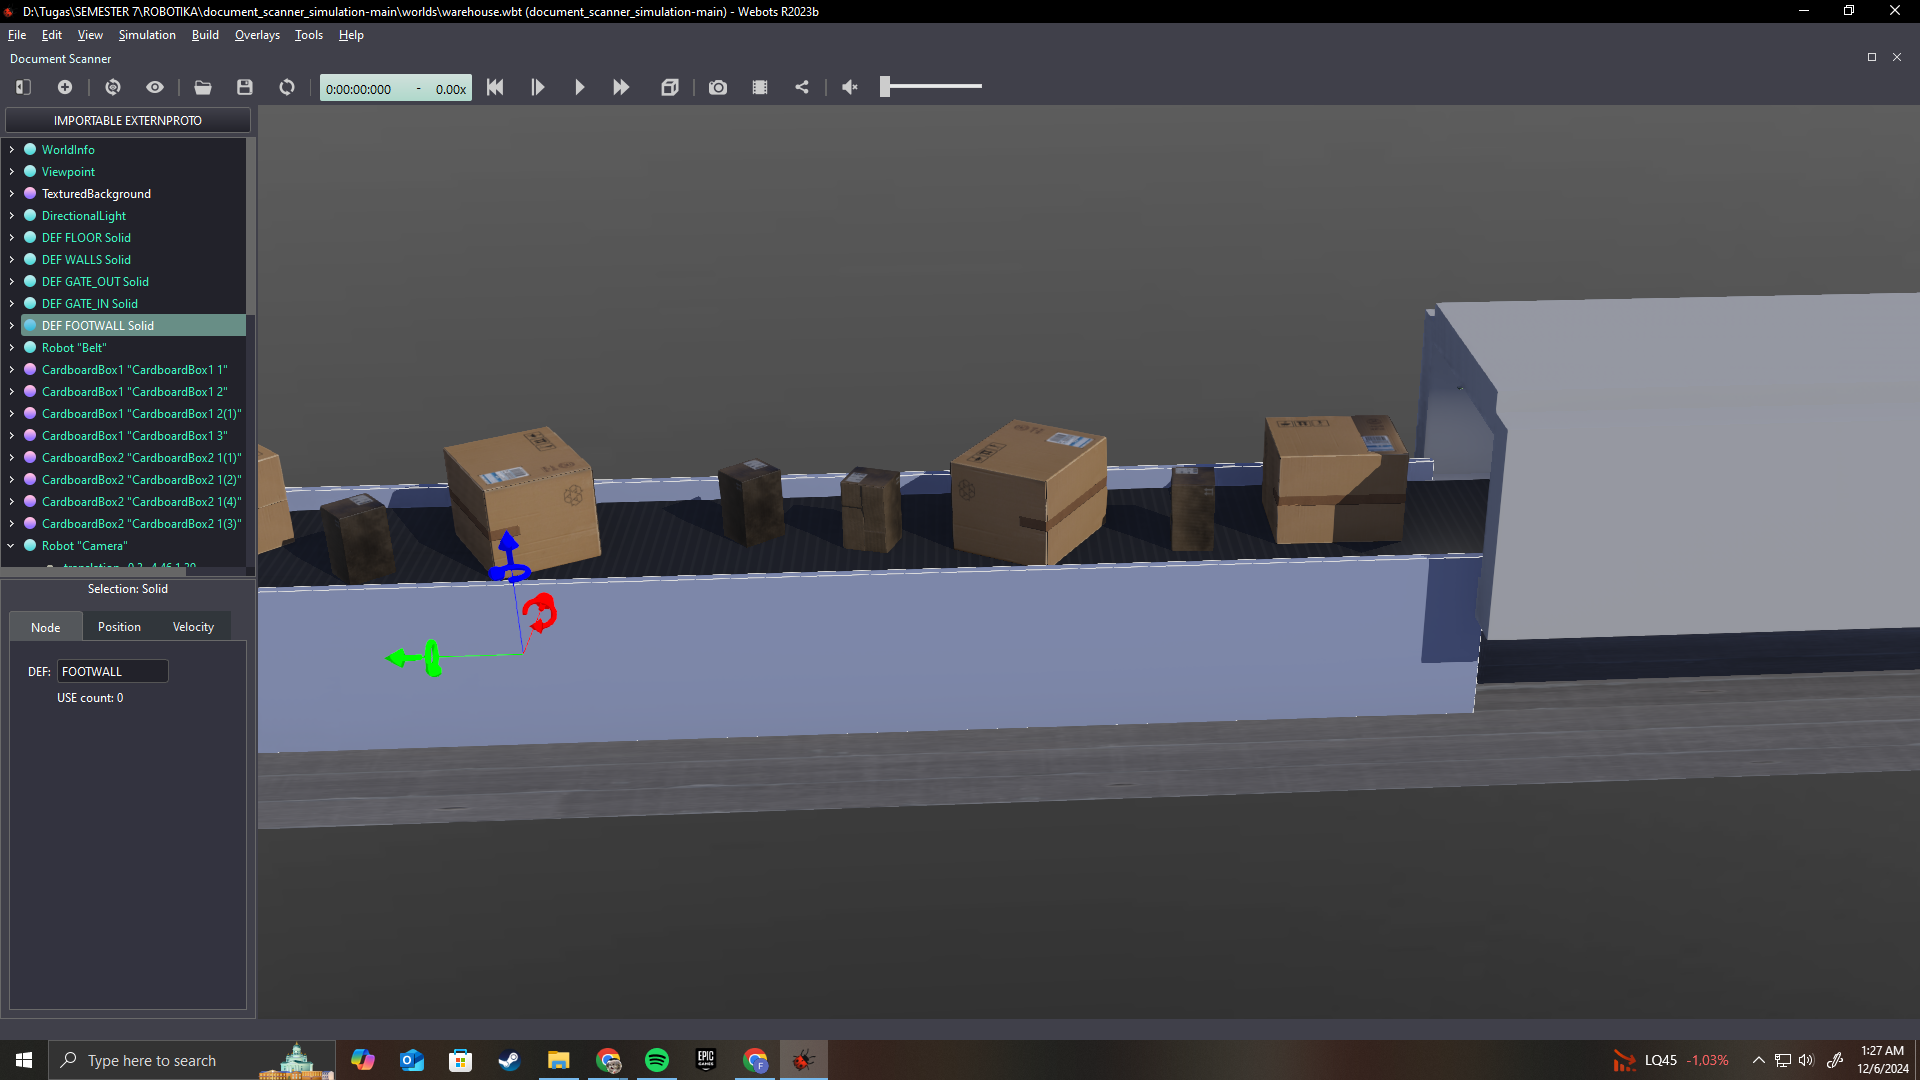 D:\Tugas\SEMESTER 7\ROBOTIKA\document_scanner_simulation-main\worlds\warehouse.wbt (document_scanner_simulation-main) - Webots R2023b
File Edit View Simulation Build Overlays Tools Help
Document Scanner
0:00:00:000 - 0.00x
IMPORTABLE EXTERNPROTO
WorldInfo
Viewpoint
TexturedBackground
DirectionalLight
DEF FLOOR Solid
DEF WALLS Solid
DEF GATE_OUT Solid
DEF GATE_IN Solid
DEF FOOTWALL Solid
Robot "Belt"
CardboardBox1 "CardboardBox1 1"
CardboardBox1 "CardboardBox1 2"
CardboardBox1 "CardboardBox1 2(1)"
CardboardBox1 "CardboardBox1 3"
CardboardBox2 "CardboardBox2 1(1)"
CardboardBox2 "CardboardBox2 1(2)"
CardboardBox2 "CardboardBox2 1(4)"
CardboardBox2 "CardboardBox2 1(3)"
Robot "Camera"
Selection: Solid
Node Position Velocity
DEF: FOOTWALL
USE count: 0
Type here to search
EPIC GAMES
F
LQ45 -1,03%
1:27 AM
12/6/2024